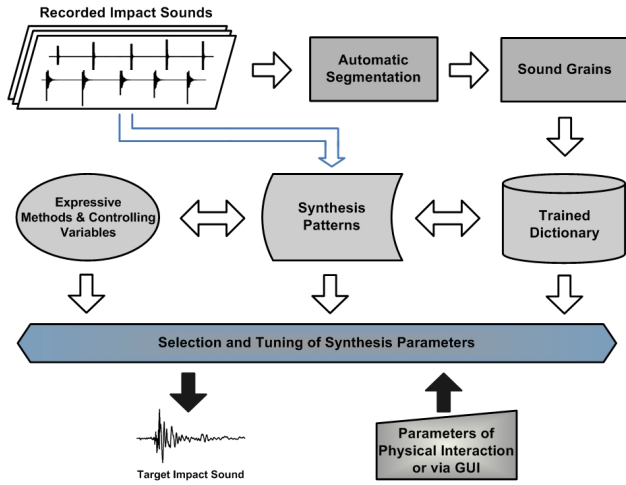 Recorded Impact Sounds
Automatic
Segmentation
Sound Grains
Expressive
Methods & Controlling
Variables
Synthesis
Patterns
Trained
Dictionary
Selection and Tuning of Synthesis Parameters
Target Impact Sound
Parameters of
Physical Interaction
or via GUI